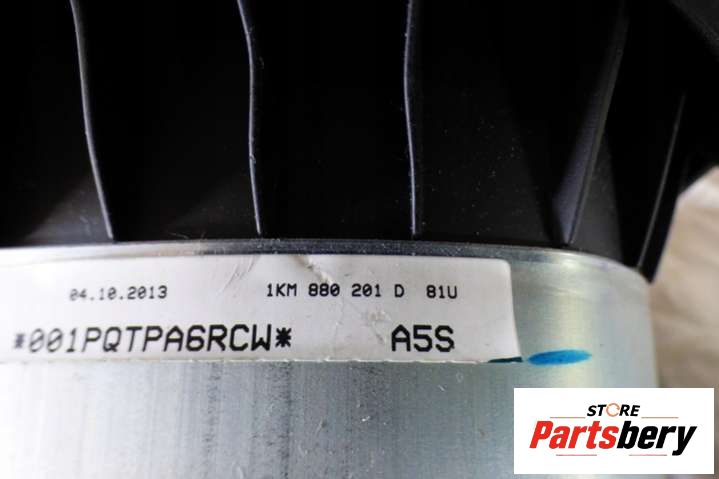 04.10.2013 1KM 880 201 D 81U
*001PQTPA6RCW* A5S
STORE
Partsbery